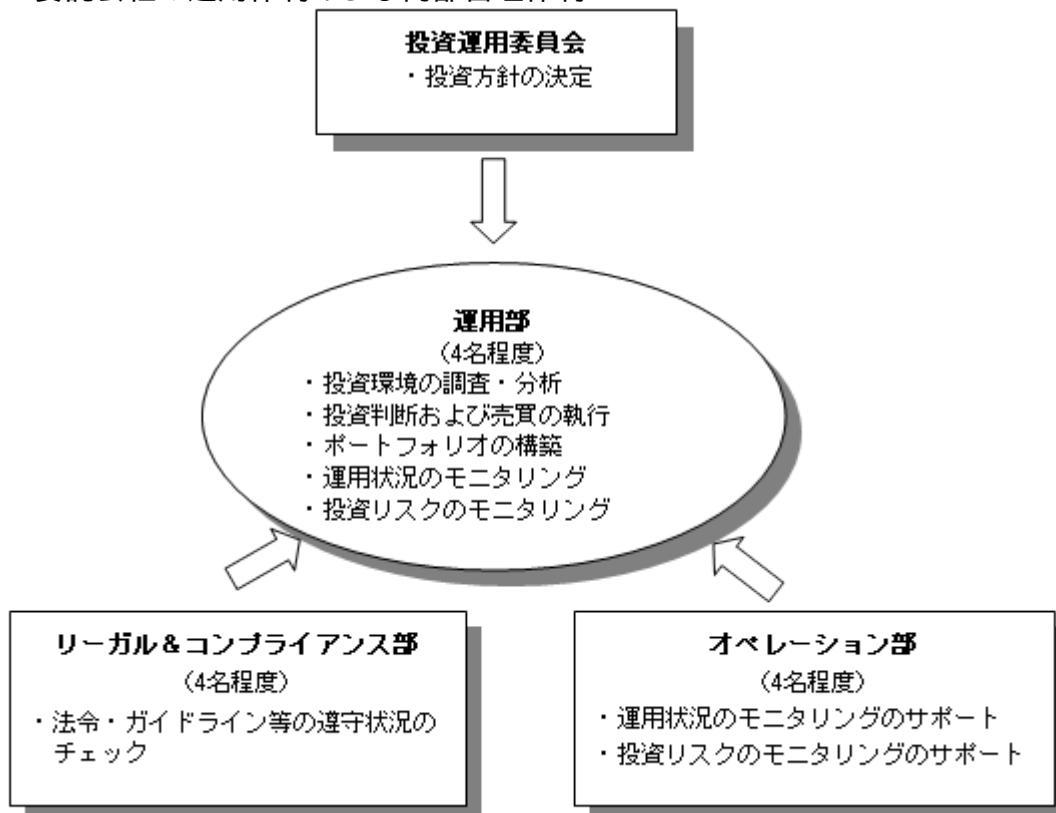 投資運用委員会
・投資方針の決定
運用部
(4名程度)
・投資環境の調査・分析
・投資判断および売買の執行
・ポートフォリオの構築
・運用状況のモニタリング
・投資リスクのモニタリング
リーガル＆コンプライアンス部
(4名程度)
・法令・ガイドライン等の遵守状況の
チェック
オペレーション部
(4名程度)
・運用状況のモニタリングのサポート
・投資リスクのモニタリングのサポート